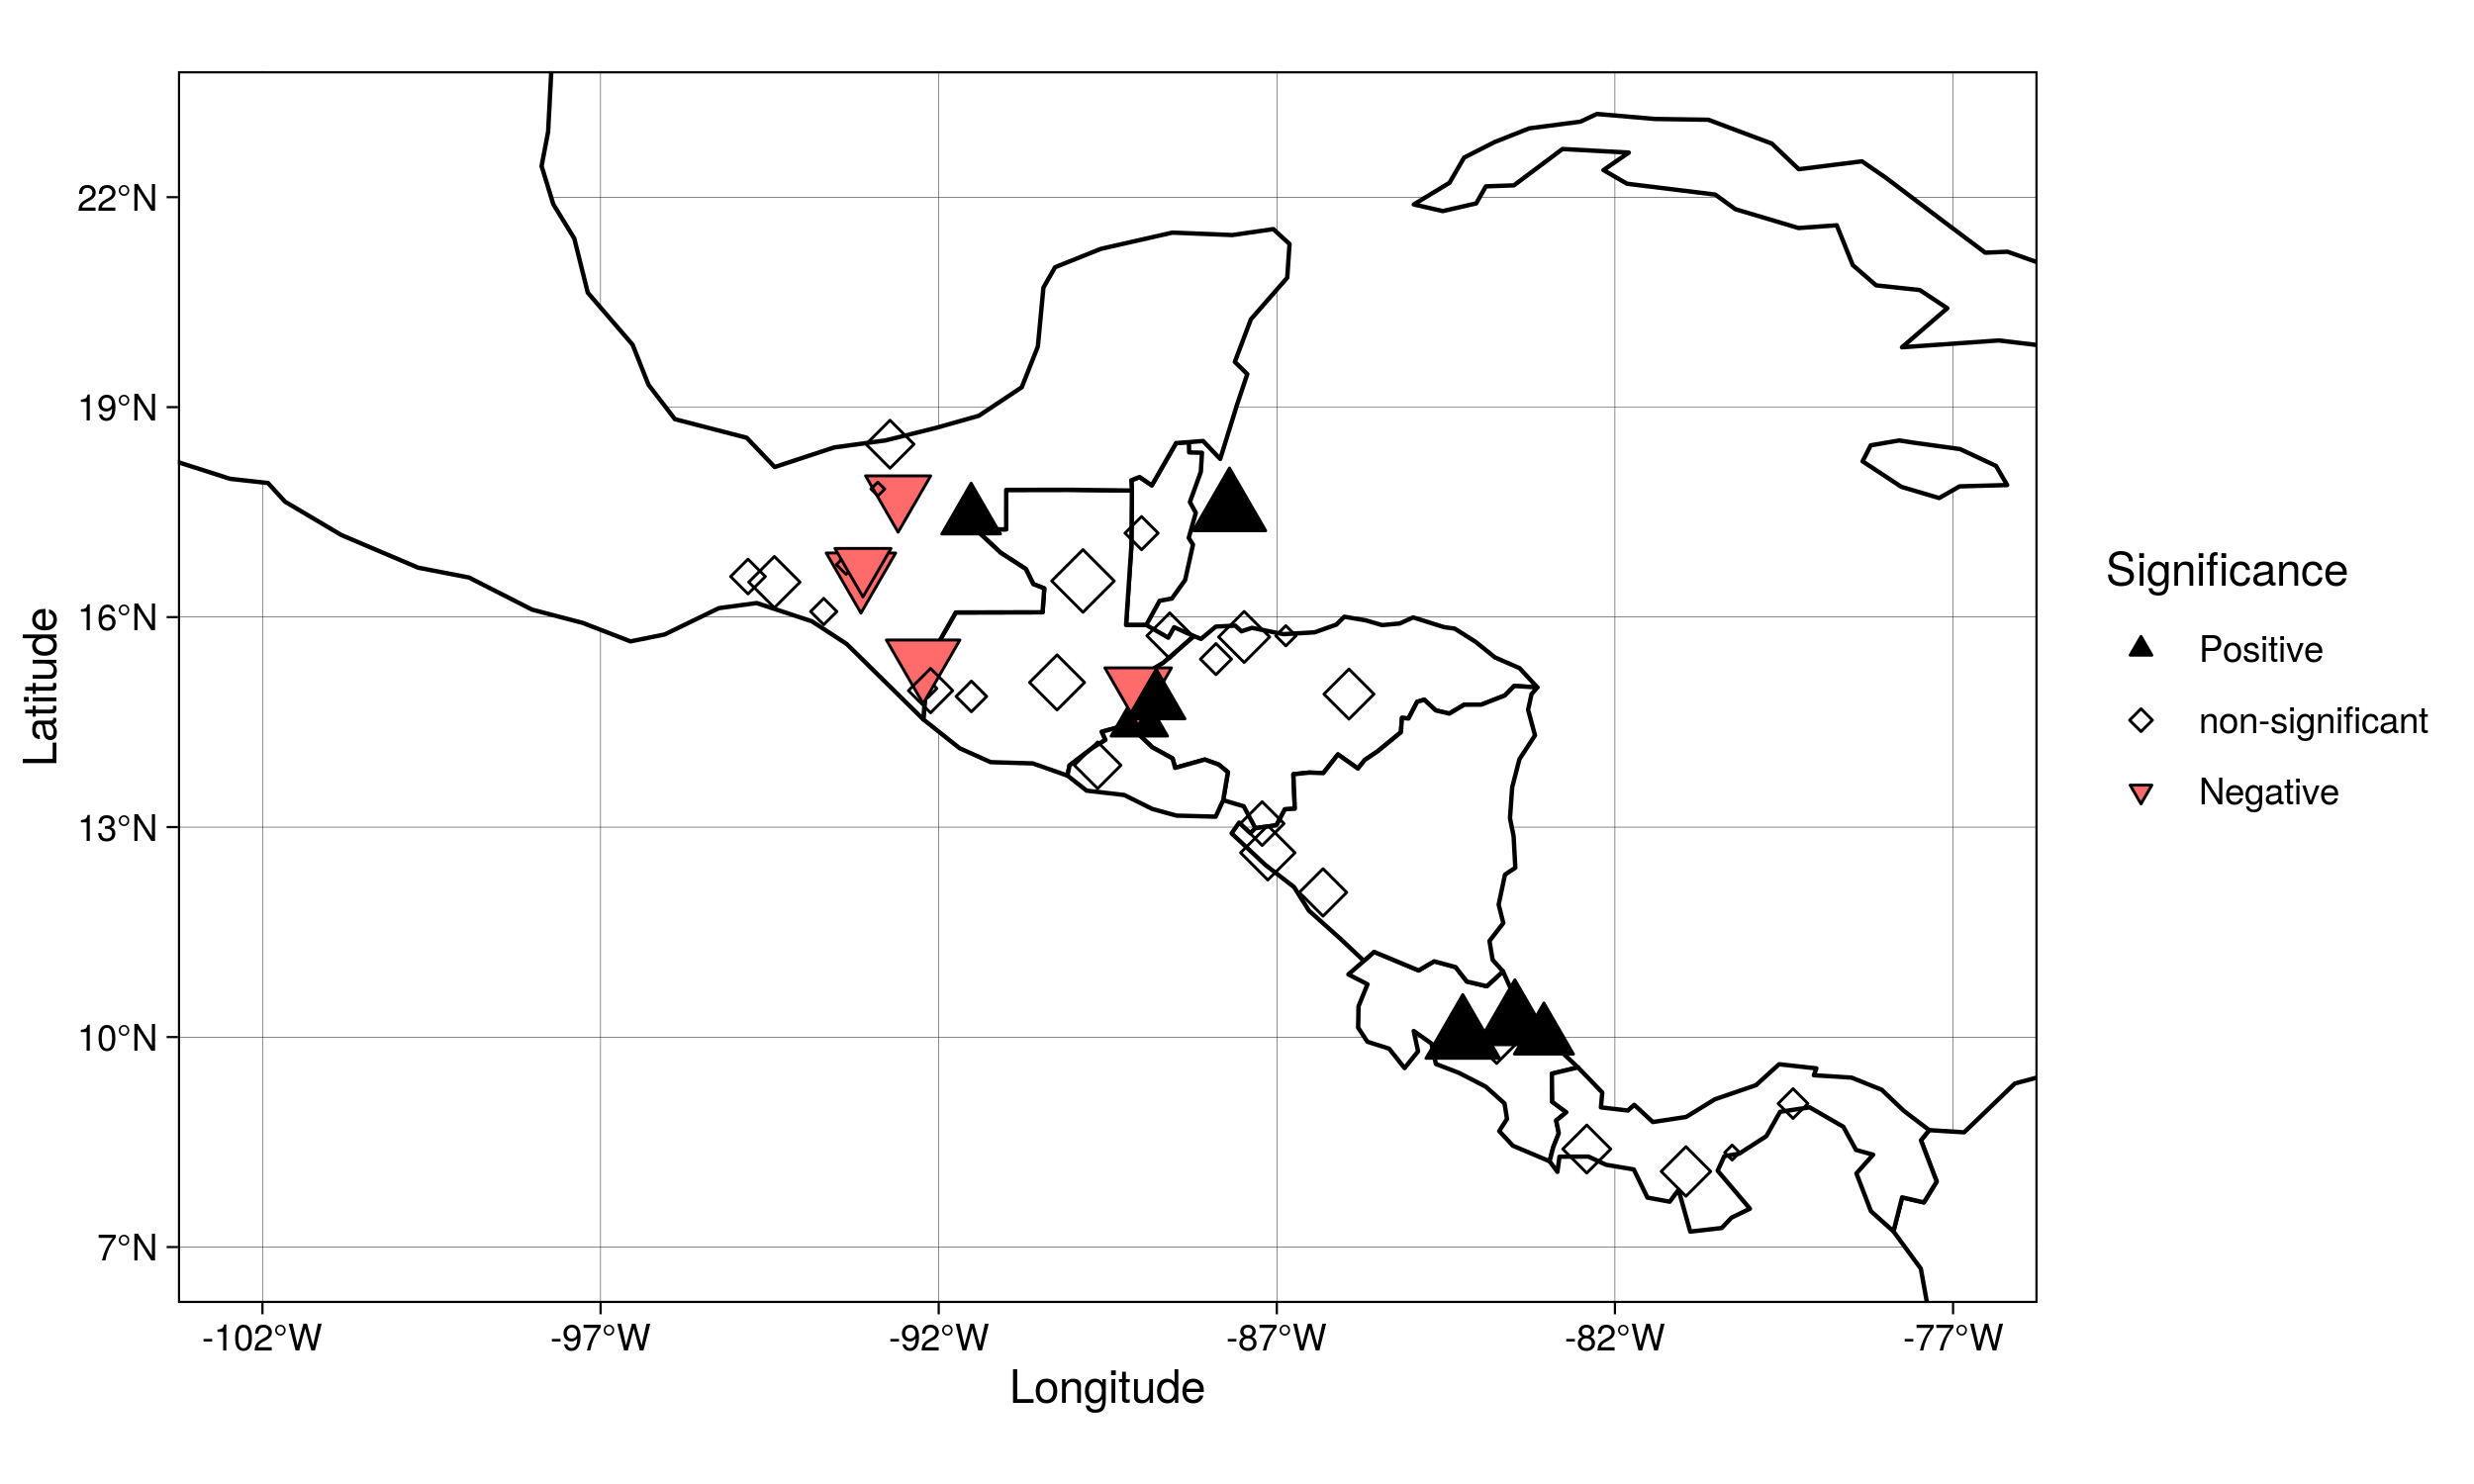 22°N
19°N
16°N
13°N
10°N
7°N
-102°W
-97°W
-92°W
-87°W
-82°W
-77°W
Longitude
Latitude
Significance
Positive
non-significant
Negative